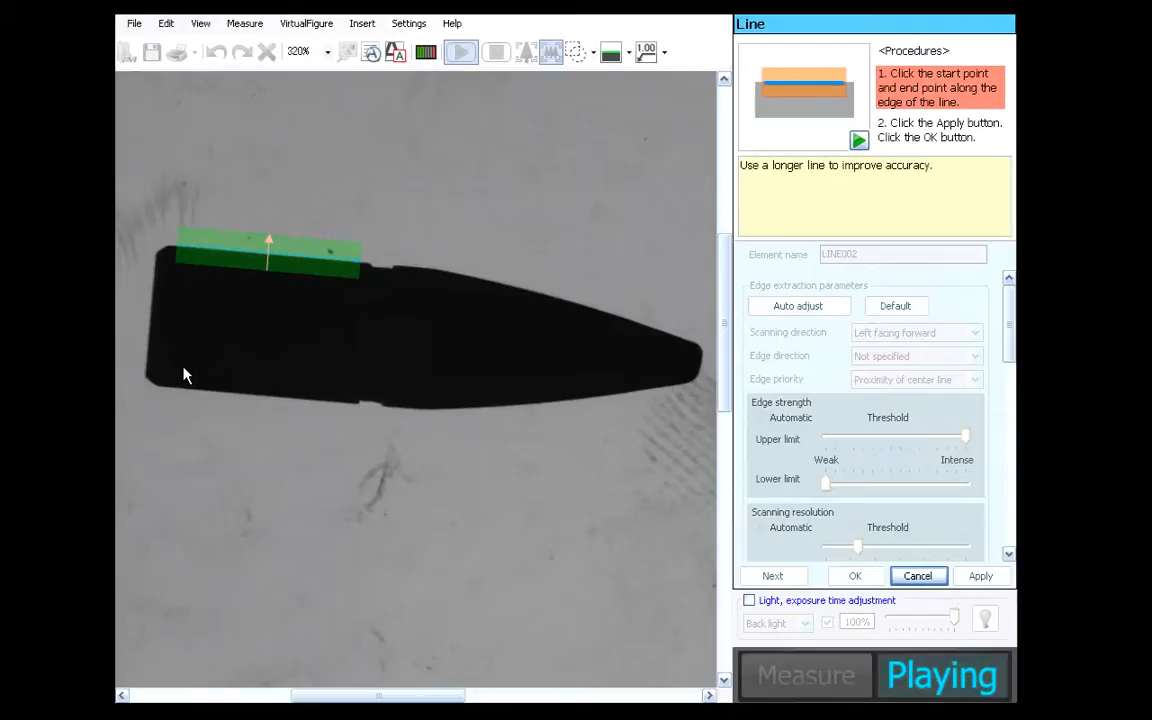 File Edit View Measure VirtualFigure Insert Settings Help
320%
1.00
Line
<Procedures>
1. Click the start point
and end point along the
edge of the line.
2. Click the Apply button.
Click the OK button.
Use a longer line to improve accuracy.
Element name LINE002
Edge extraction parameters
Auto adjust Default
Scanning direction Left facing forward
Edge direction Not specified
Edge priority Proximity of center line
Edge strength
Automatic Threshold
Upper limit
Weak Intense
Lower limit
Scanning resolution
Automatic Threshold
Next OK Cancel Apply
Light, exposure time adjustment
Back light 100%
Measure Playing